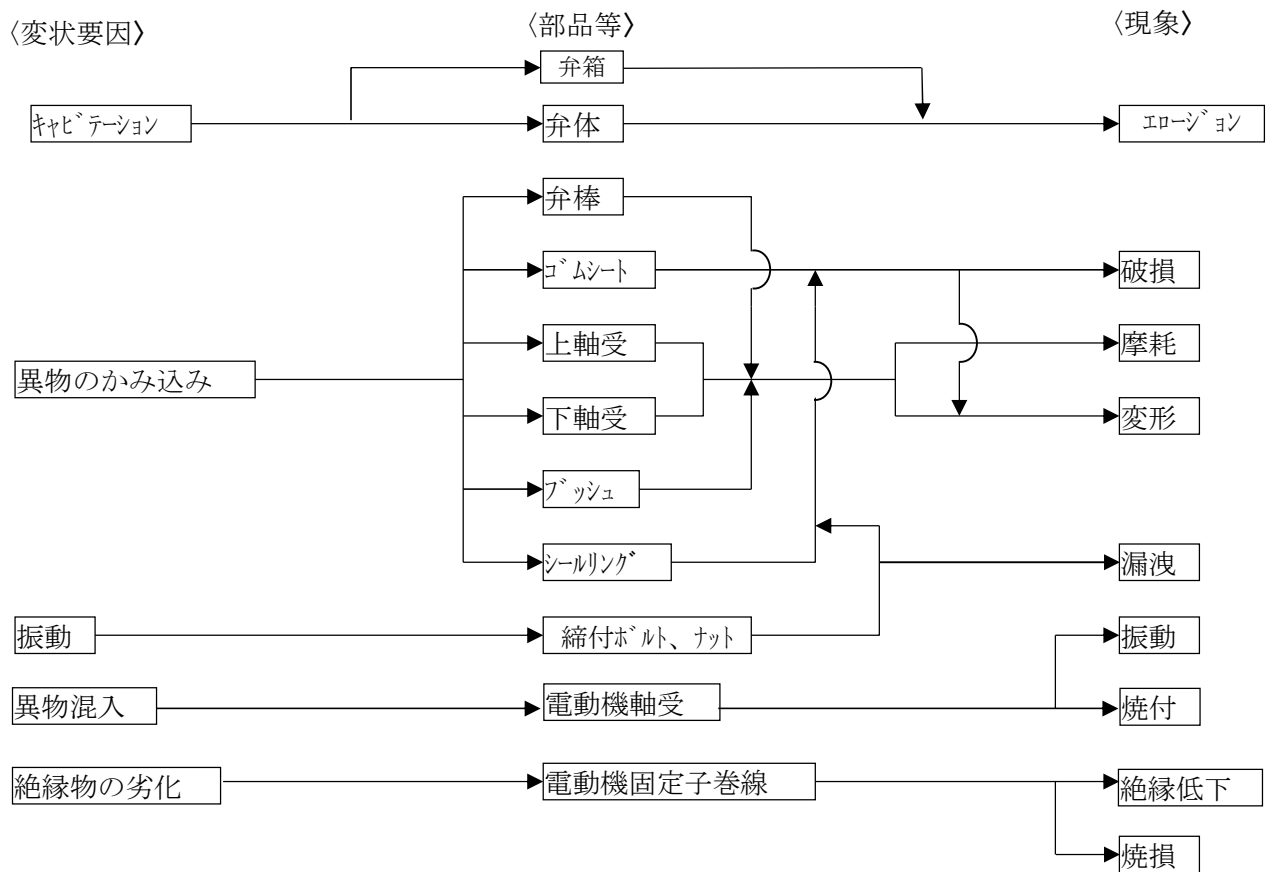 〈変状要因〉
〈部品等〉
〈現象〉
弁箱
ｷｬﾋﾞﾃｰｼｮﾝ
弁体
ｴﾛｰｼﾞｮﾝ
弁棒
ｺﾞﾑｼｰﾄ
破損
上軸受
摩耗
異物のかみ込み
下軸受
変形
ﾌﾞｯｼｭ
ｼｰﾙﾘﾝｸﾞ
漏洩
振動
締付ﾎﾞﾙﾄ、ﾅｯﾄ
振動
異物混入
電動機軸受
焼付
絶縁物の劣化
電動機固定子巻線
絶縁低下
焼損